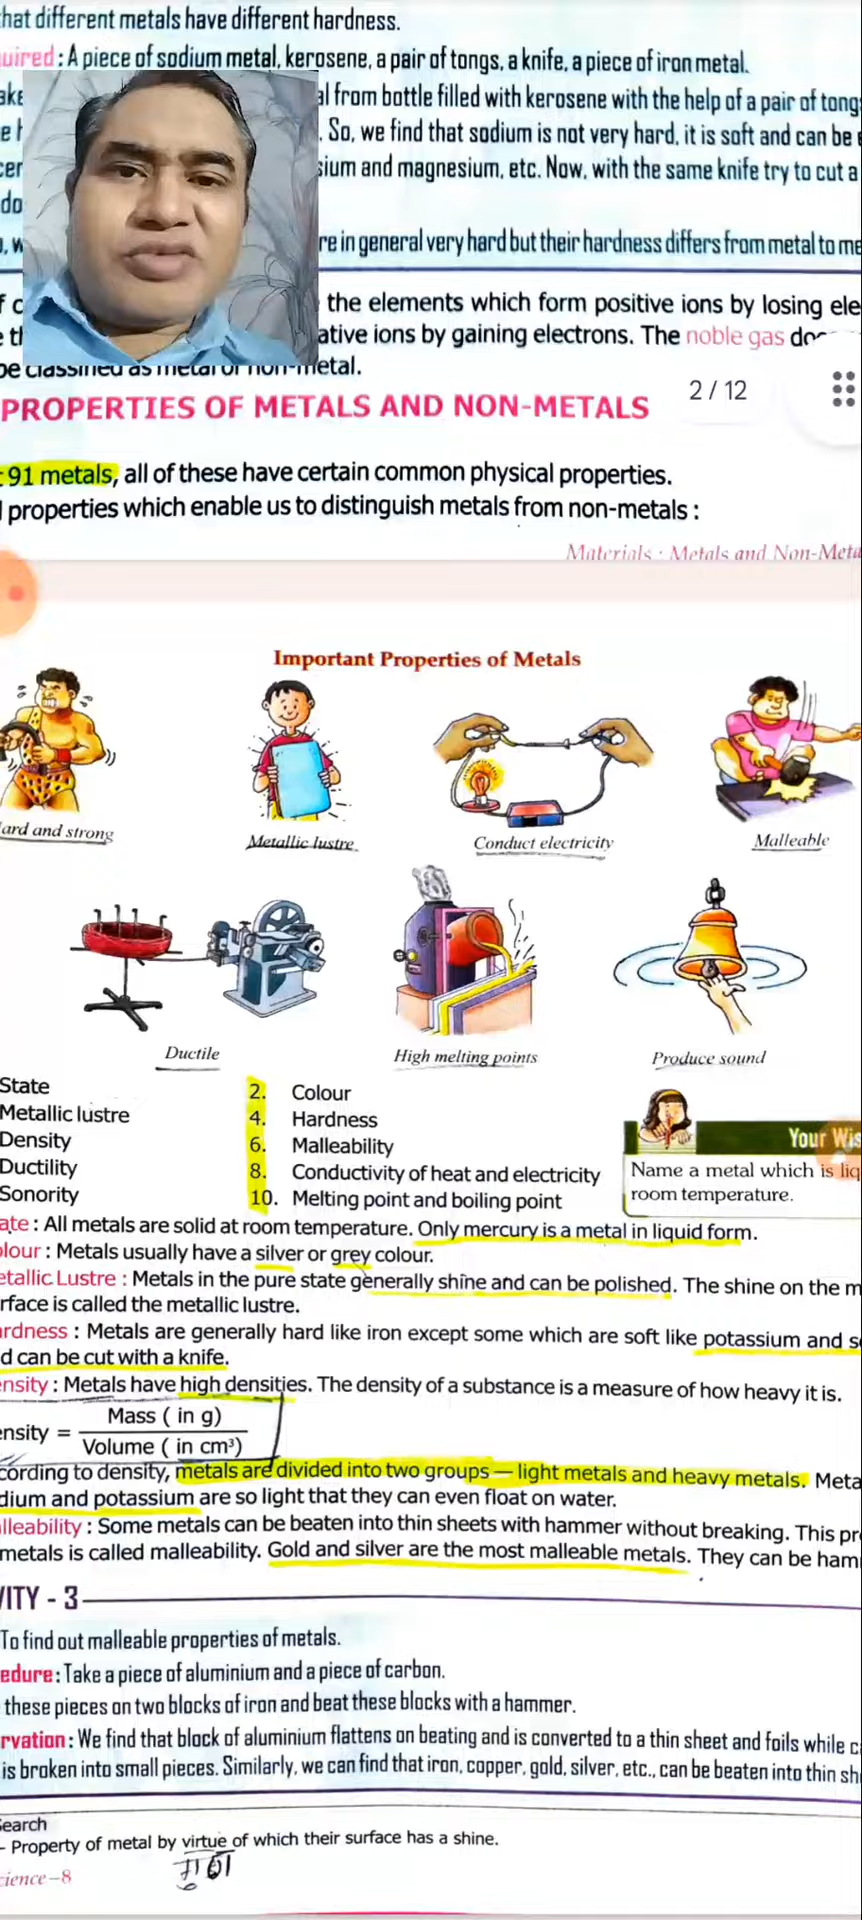 hat different metals have different hardness.
uired : A piece of sodium metal, kerosene, a pair of tongs, a knife, a piece of iron metal.
ake al from bottle filled with kerosene with the help of a pair of tong
e h . So, we find that sodium is not very hard, it is soft and can be
cer sium and magnesium, etc. Now, with the same knife try to cut a
do
, w re in general very hard but their hardness differs from metal to me
f c the elements which form positive ions by losing ele
e th ative ions by gaining electrons. The noble gas do
be classified as metal or non-metal.
PROPERTIES OF METALS AND NON-METALS
2 / 12
91 metals, all of these have certain common physical properties.
l properties which enable us to distinguish metals from non-metals :
Materials : Metals and Non-Meta
Important Properties of Metals
ard and strong
Metallic lustre
Conduct electricity
Malleable
Ductile
High melting points
Produce sound
State 2. Colour
Metallic lustre 4. Hardness
Density 6. Malleability
Ductility 8. Conductivity of heat and electricity
Sonority 10. Melting point and boiling point
Your Wis
Name a metal which is liq
room temperature.
ate : All metals are solid at room temperature. Only mercury is a metal in liquid form.
lour : Metals usually have a silver or grey colour.
etallic Lustre : Metals in the pure state generally shine and can be polished. The shine on the m
rface is called the metallic lustre.
rdness : Metals are generally hard like iron except some which are soft like potassium and s
d can be cut with a knife.
ensity : Metals have high densities. The density of a substance is a measure of how heavy it is.
ensity = Mass ( in g)
Volume ( in cm³)
cording to density, metals are divided into two groups — light metals and heavy metals. Meta
dium and potassium are so light that they can even float on water.
lleability : Some metals can be beaten into thin sheets with hammer without breaking. This pr
metals is called malleability. Gold and silver are the most malleable metals. They can be ham
VITY - 3
To find out malleable properties of metals.
edure : Take a piece of aluminium and a piece of carbon.
these pieces on two blocks of iron and beat these blocks with a hammer.
rvation : We find that block of aluminium flattens on beating and is converted to a thin sheet and foils while c
is broken into small pieces. Similarly, we can find that iron, copper, gold, silver, etc., can be beaten into thin sh
Search
- Property of metal by virtue of which their surface has a shine.
गुण
cience–8